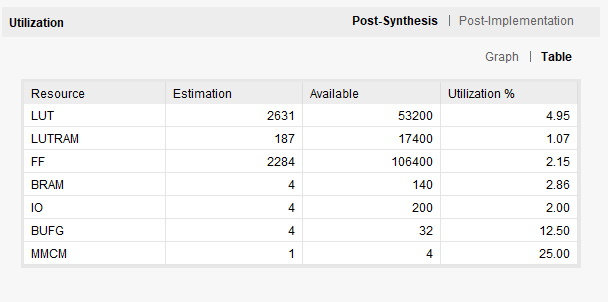 Utilization Post-Synthesis | Post-Implementation
Graph | Table
Resource Estimation Available Utilization %
LUT 2631 53200 4.95
LUTRAM 187 17400 1.07
FF 2284 106400 2.15
BRAM 4 140 2.86
IO 4 200 2.00
BUFG 4 32 12.50
MMCM 1 4 25.00